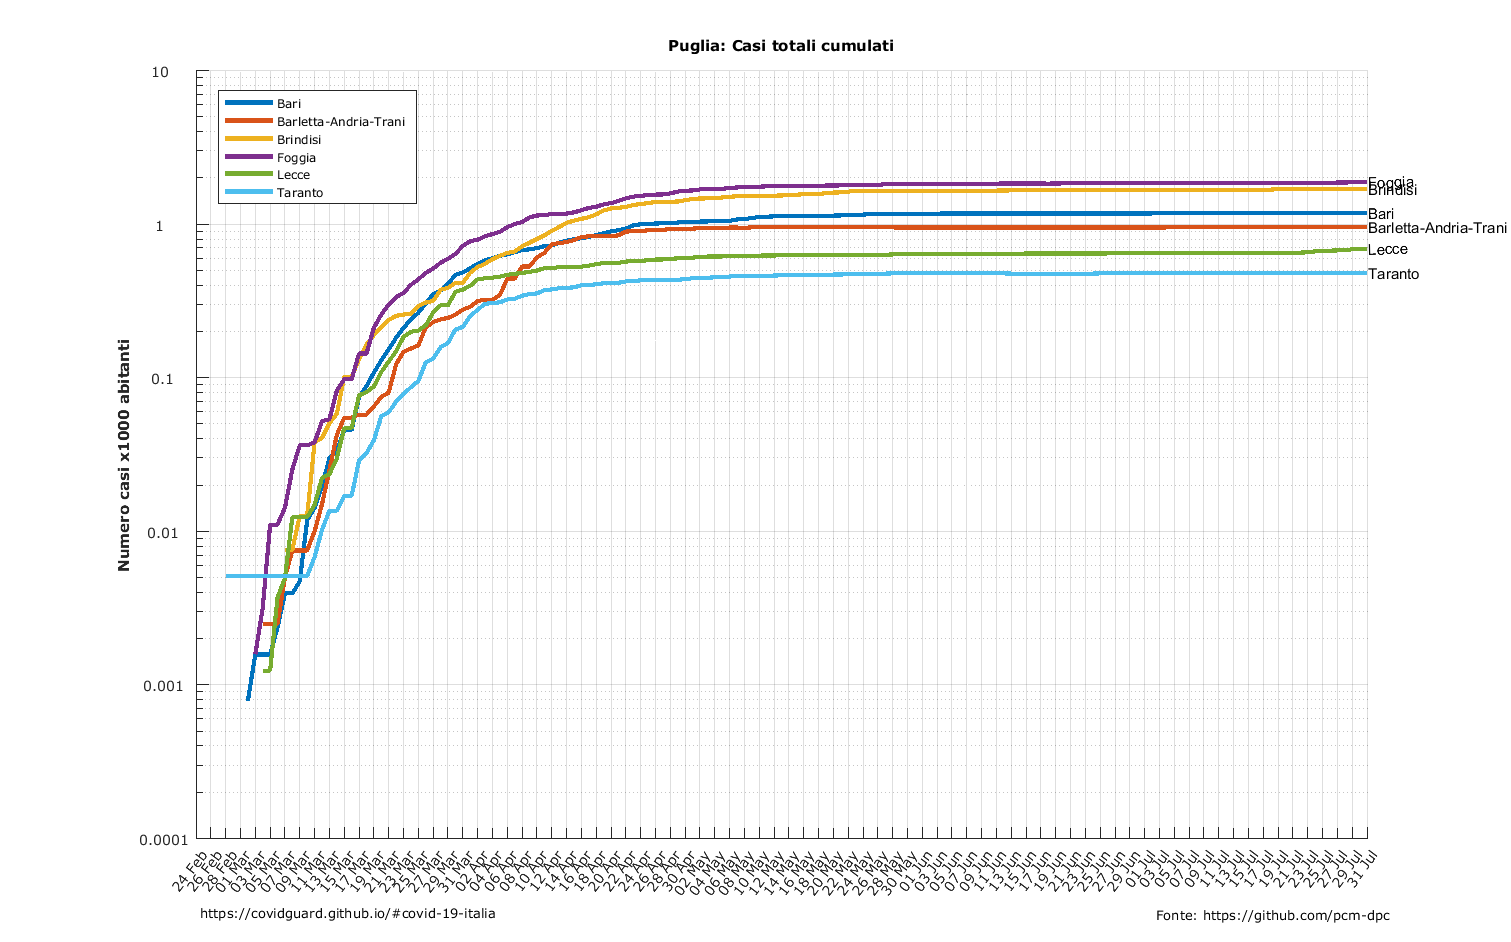 Puglia: Casi totali cumulati
10
1
0.1
0.01
0.001
0.0001
Numero casi x1000 abitanti
Bari
Barletta-Andria-Trani
Brindisi
Foggia
Lecce
Taranto
Foggia
Brindisi
Bari
Barletta-Andria-Trani
Lecce
Taranto
24 Feb
26 Feb
28 Feb
01 Mar
03 Mar
05 Mar
07 Mar
09 Mar
11 Mar
13 Mar
15 Mar
17 Mar
19 Mar
21 Mar
23 Mar
25 Mar
27 Mar
29 Mar
31 Mar
02 Apr
04 Apr
06 Apr
08 Apr
10 Apr
12 Apr
14 Apr
16 Apr
18 Apr
20 Apr
22 Apr
24 Apr
26 Apr
28 Apr
30 Apr
02 May
04 May
06 May
08 May
10 May
12 May
14 May
16 May
18 May
20 May
22 May
24 May
26 May
28 May
30 May
01 Jun
03 Jun
05 Jun
07 Jun
09 Jun
11 Jun
13 Jun
15 Jun
17 Jun
19 Jun
21 Jun
23 Jun
25 Jun
27 Jun
29 Jun
01 Jul
03 Jul
05 Jul
07 Jul
09 Jul
11 Jul
13 Jul
15 Jul
17 Jul
19 Jul
21 Jul
23 Jul
25 Jul
27 Jul
29 Jul
31 Jul
https://covidguard.github.io/#covid-19-italia
Fonte: https://github.com/pcm-dpc